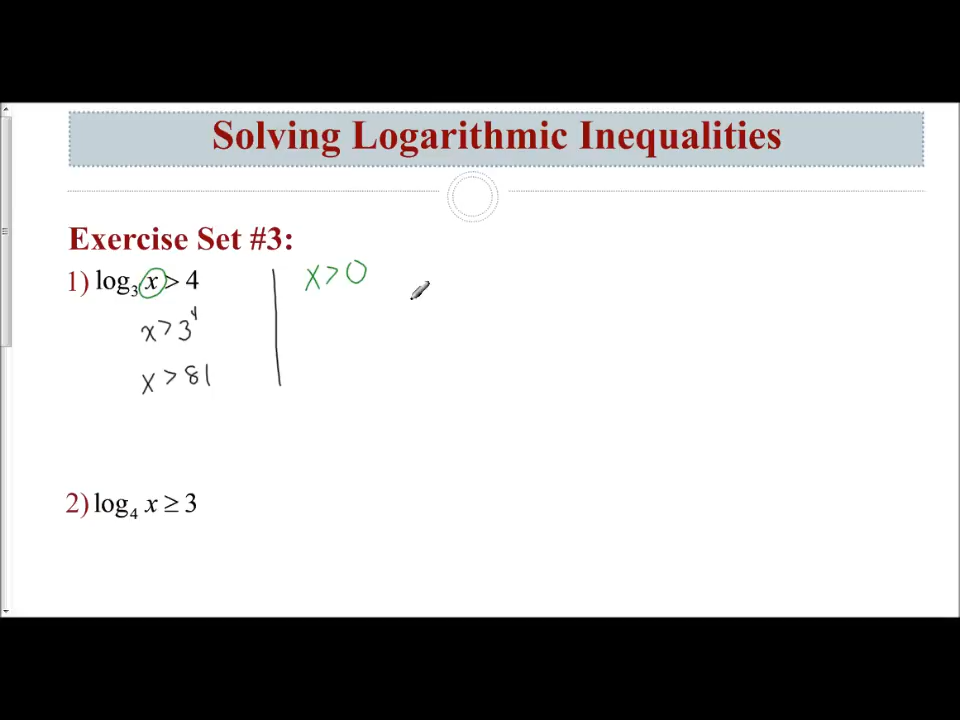 Solving Logarithmic Inequalities
Exercise Set #3:
1) log₃ x > 4
x > 0
x > 3⁴
x > 81
2) log₄ x ≥ 3